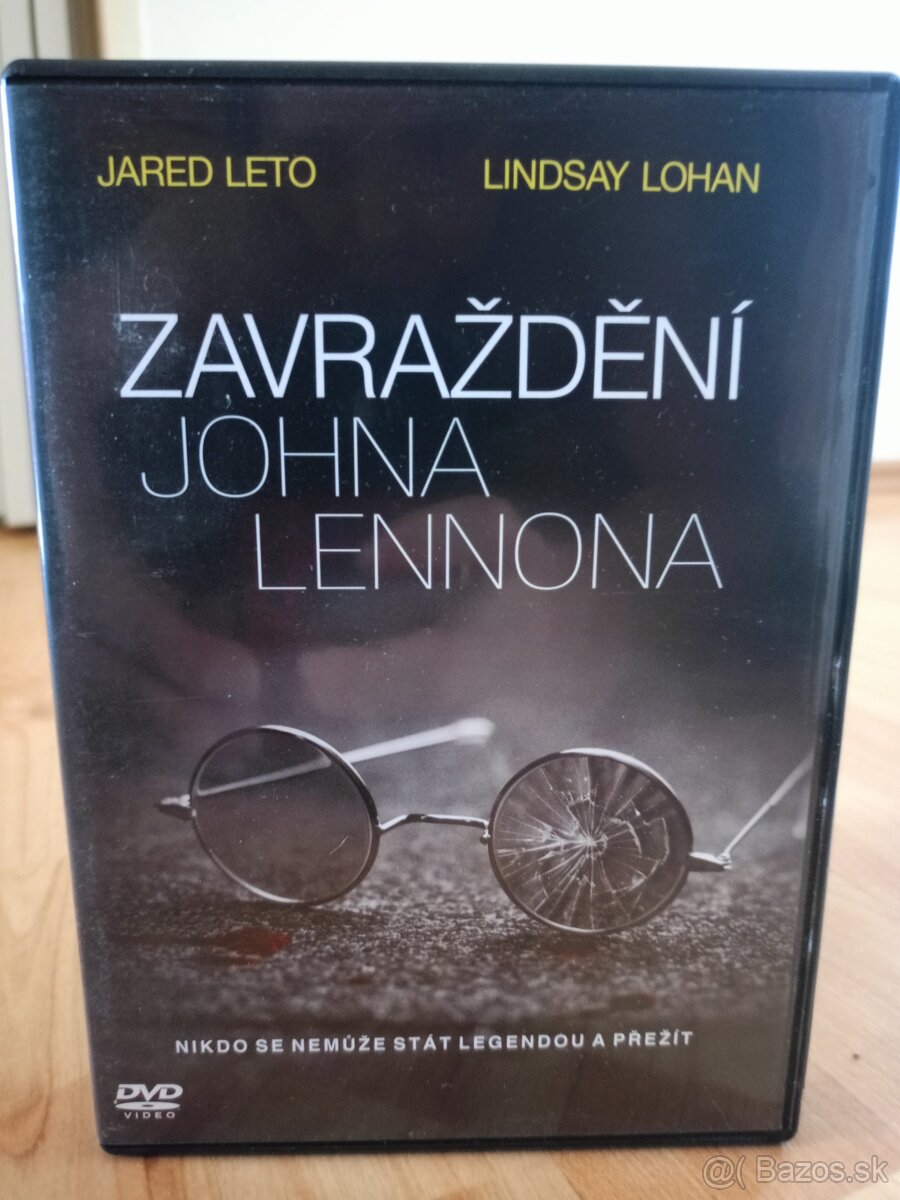 JARED LETO LINDSAY LOHAN
ZAVRAŽDĚNÍ
JOHNA
LENNONA
NIKDO SE NEMŮŽE STÁT LEGENDOU A PŘEŽÍT
DVD
VIDEO
@( Bazos.sk